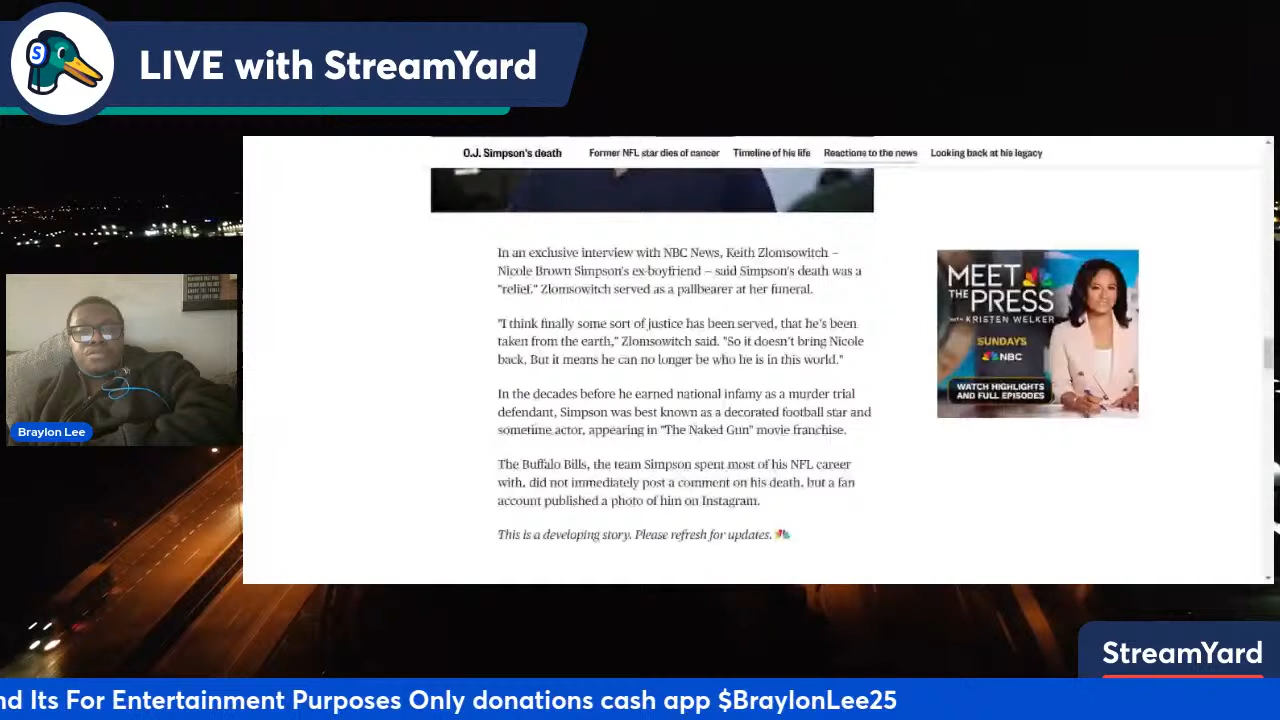 S
LIVE with StreamYard
O.J. Simpson's death Former NFL star dies of cancer Timeline of his life Reactions to the news Looking back at his legacy
In an exclusive interview with NBC News, Keith Zlomsowitch –
Nicole Brown Simpson's ex-boyfriend – said Simpson's death was a
"relief." Zlomsowitch served as a pallbearer at her funeral.
"I think finally some sort of justice has been served, that he's been
taken from the earth," Zlomsowitch said. "So it doesn't bring Nicole
back, But it means he can no longer be who he is in this world."
In the decades before he earned national infamy as a murder trial
defendant, Simpson was best known as a decorated football star and
sometime actor, appearing in "The Naked Gun" movie franchise.
The Buffalo Bills, the team Simpson spent most of his NFL career
with, did not immediately post a comment on his death, but a fan
account published a photo of him on Instagram.
This is a developing story. Please refresh for updates.
MEET
THE PRESS
WITH KRISTEN WELKER
SUNDAYS
NBC
WATCH HIGHLIGHTS
AND FULL EPISODES
Braylon Lee
StreamYard
nd Its For Entertainment Purposes Only donations cash app $BraylonLee25